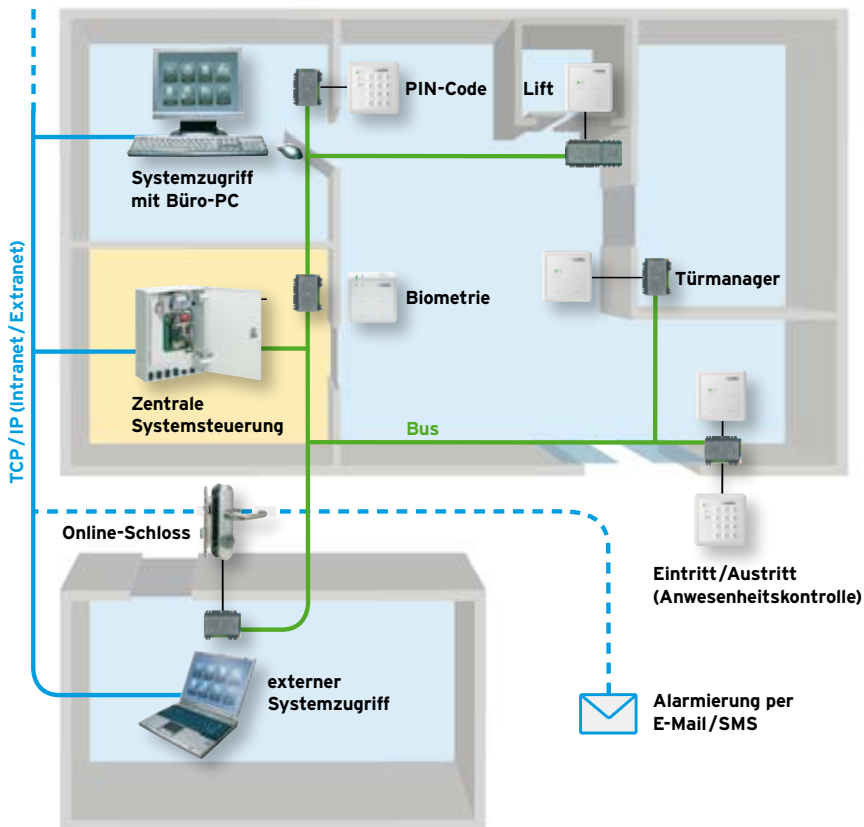 PIN-Code
Lift
Systemzugriff
mit Büro-PC
Türmanager
Biometrie
TCP / IP (Intranet / Extranet)
Zentrale
Systemsteuerung
Bus
Online-Schloss
Eintritt/Austritt
(Anwesenheitskontrolle)
externer
Systemzugriff
Alarmierung per
E-Mail/SMS